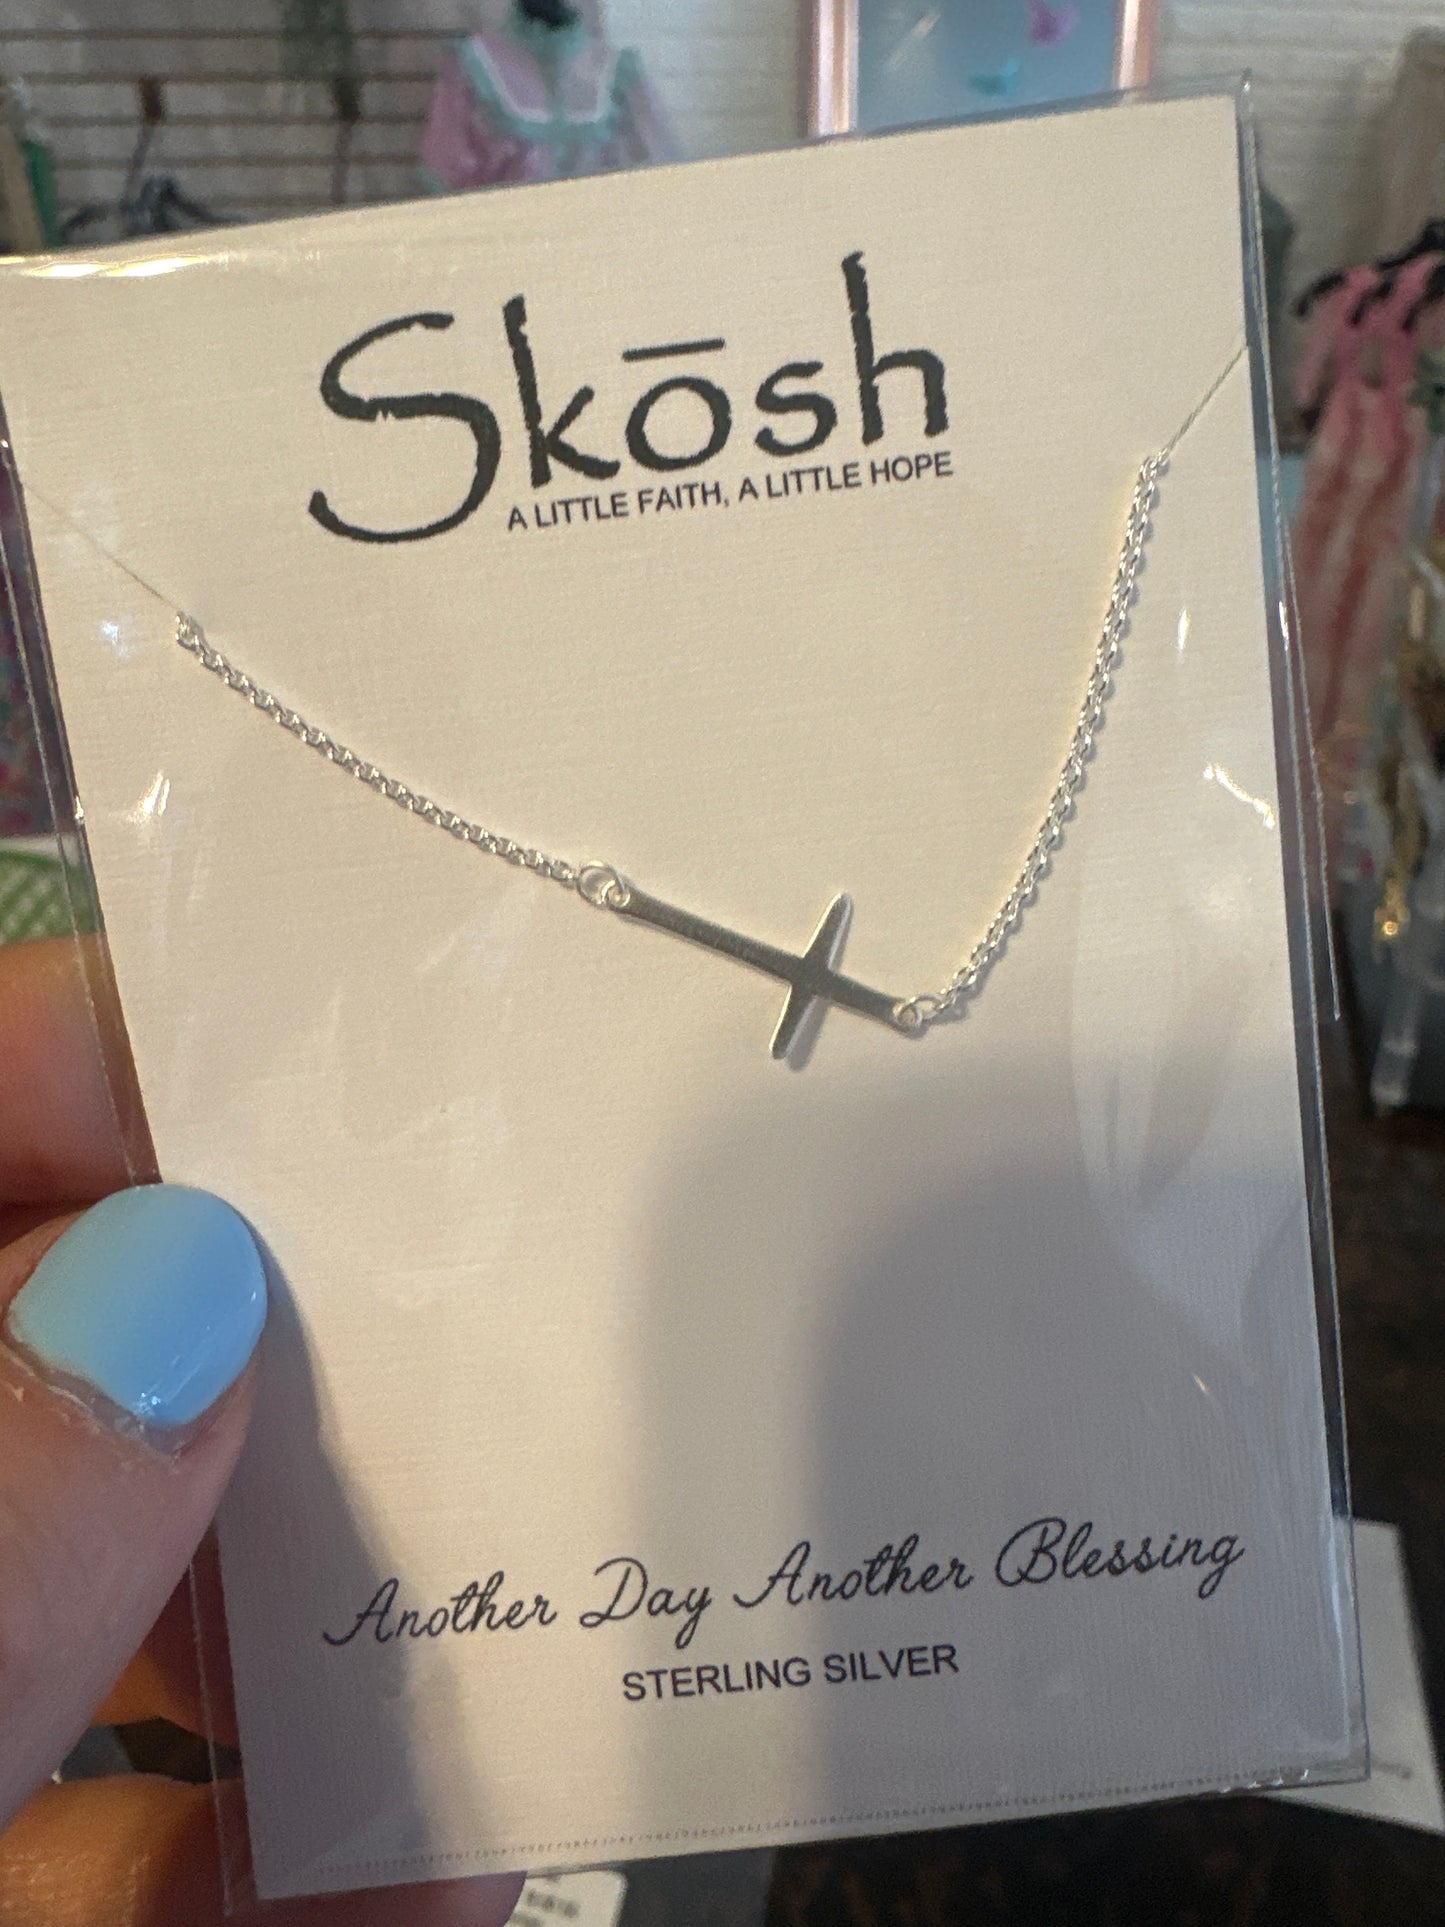 Skōsh
A LITTLE FAITH, A LITTLE HOPE
Another Day Another Blessing
STERLING SILVER